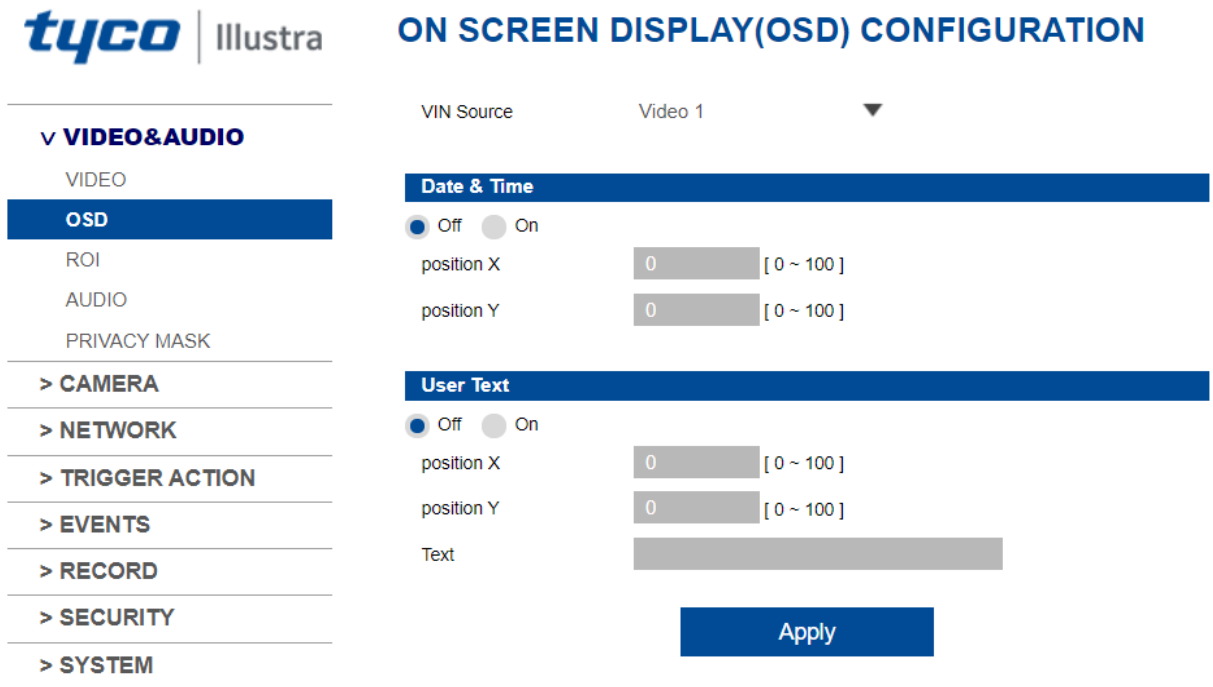 tyco | Illustra
ON SCREEN DISPLAY(OSD) CONFIGURATION
v VIDEO&AUDIO
VIDEO
OSD
ROI
AUDIO
PRIVACY MASK
> CAMERA
> NETWORK
> TRIGGER ACTION
> EVENTS
> RECORD
> SECURITY
> SYSTEM
VIN Source Video 1
Date & Time
Off On
position X 0 [ 0 ~ 100 ]
position Y 0 [ 0 ~ 100 ]
User Text
Off On
position X 0 [ 0 ~ 100 ]
position Y 0 [ 0 ~ 100 ]
Text
Apply